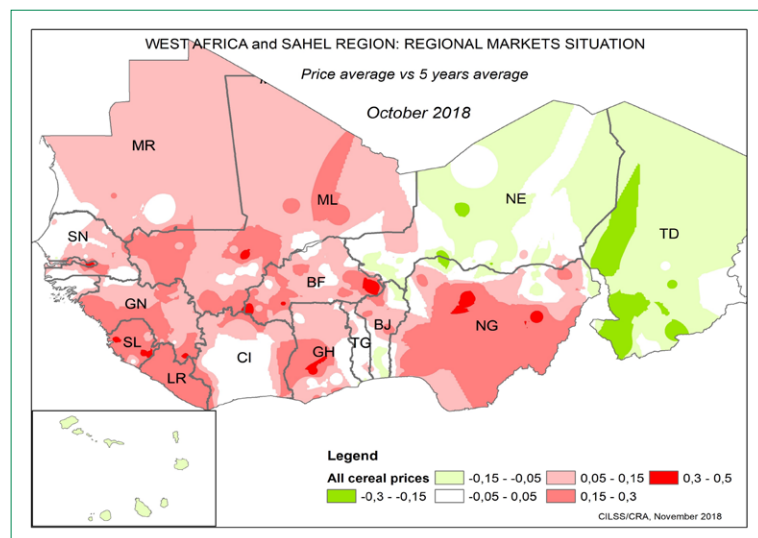 WEST AFRICA and SAHEL REGION: REGIONAL MARKETS SITUATION
Price average vs 5 years average
October 2018
MR
ML
NE
TD
SN
BF
GN
NG
BJ
SL
CI
GH
TG
LR
Legend
All cereal prices
-0,15 - -0,05
0,05 - 0,15
0,3 - 0,5
-0,3 - -0,15
-0,05 - 0,05
0,15 - 0,3
CILSS/CRA, November 2018